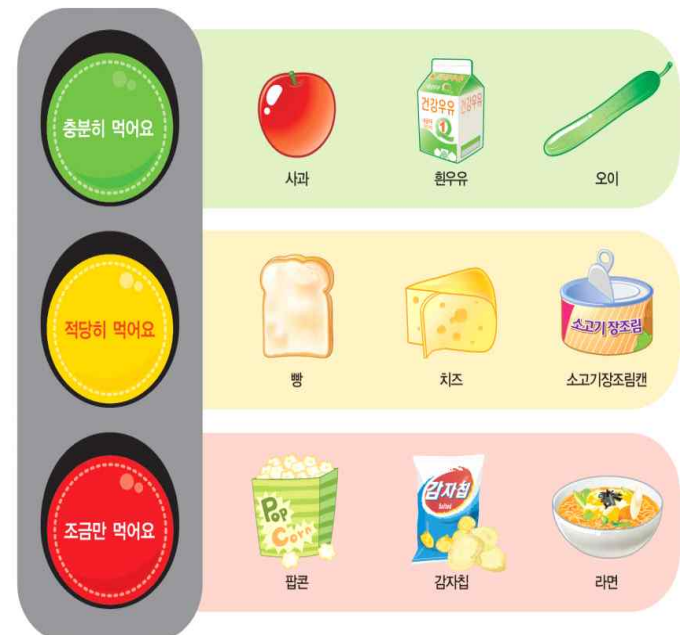 충분히 먹어요
건강우유 건강우유
1
사과
흰우유
오이
적당히 먹어요
소고기 장조림
빵
치즈
소고기장조림캔
조금만 먹어요
Pop
Corn
감자칩
Salted
팝콘
감자칩
라면